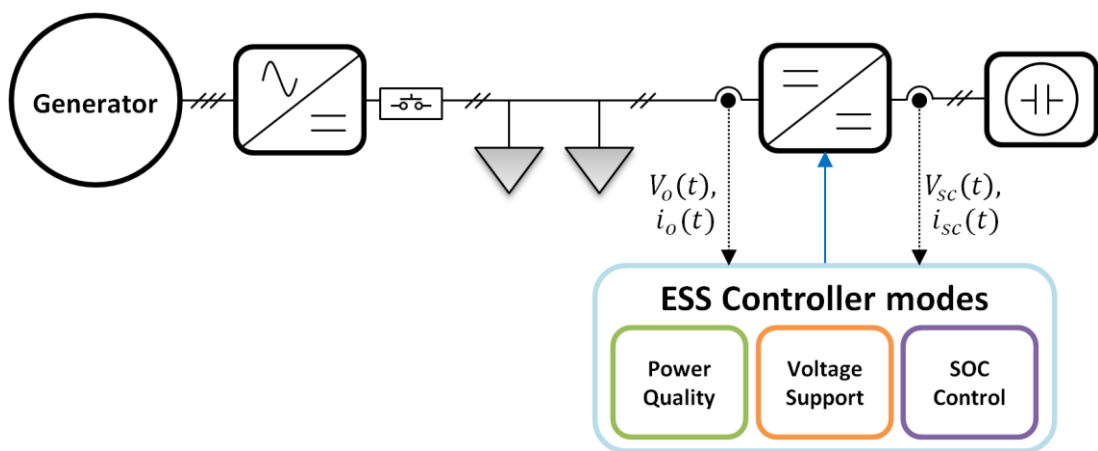 Generator
V_o(t),
i_o(t)
V_sc(t),
i_sc(t)
ESS Controller modes
Power
Quality
Voltage
Support
SOC
Control